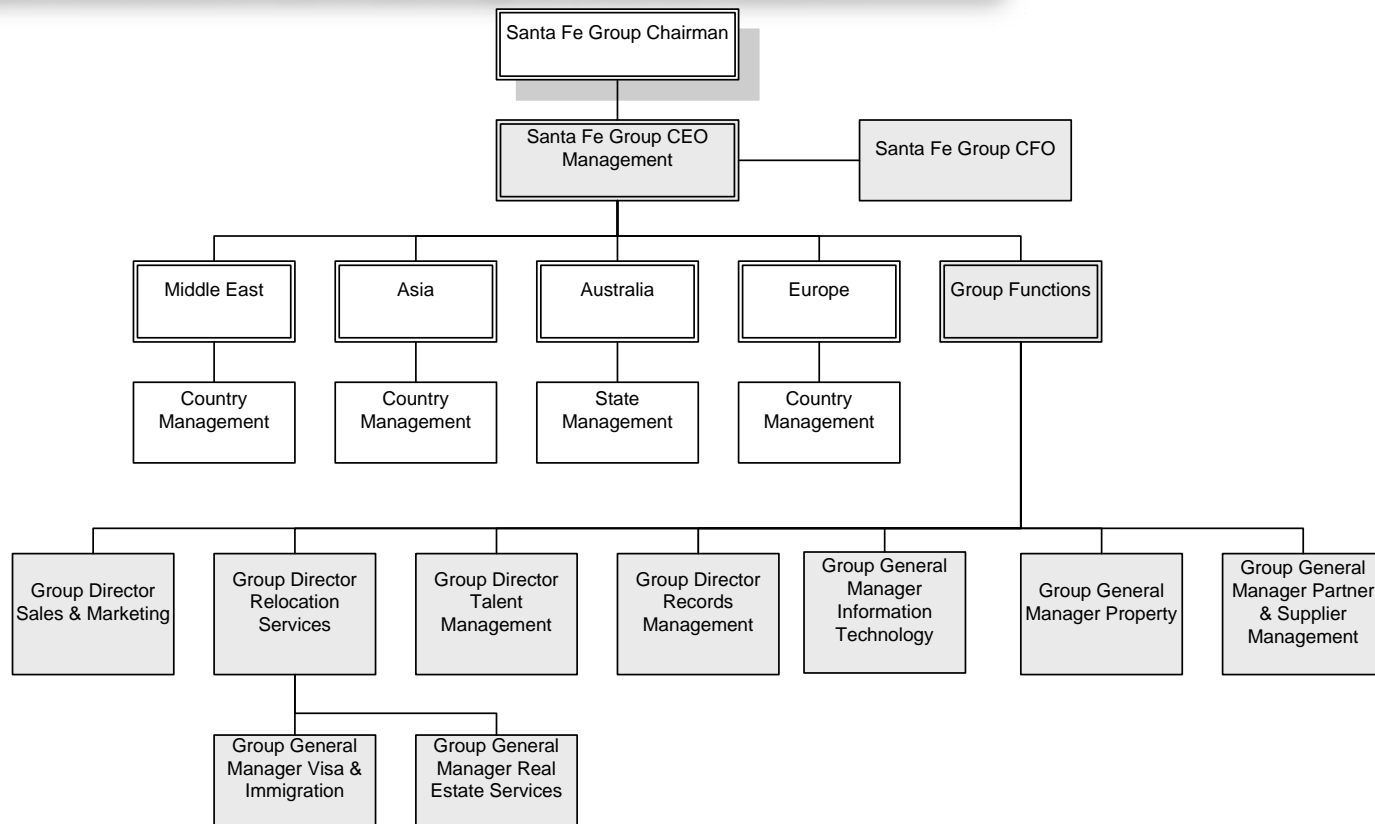 Santa Fe Group Chairman
Santa Fe Group CEO
Management
Santa Fe Group CFO
Middle East
Asia
Australia
Europe
Group Functions
Country
Management
Country
Management
State
Management
Country
Management
Group Director
Sales & Marketing
Group Director
Relocation
Services
Group Director
Talent
Management
Group Director
Records
Management
Group General
Manager
Information
Technology
Group General
Manager Property
Group General
Manager Partner
& Supplier
Management
Group General
Manager Visa &
Immigration
Group General
Manager Real
Estate Services